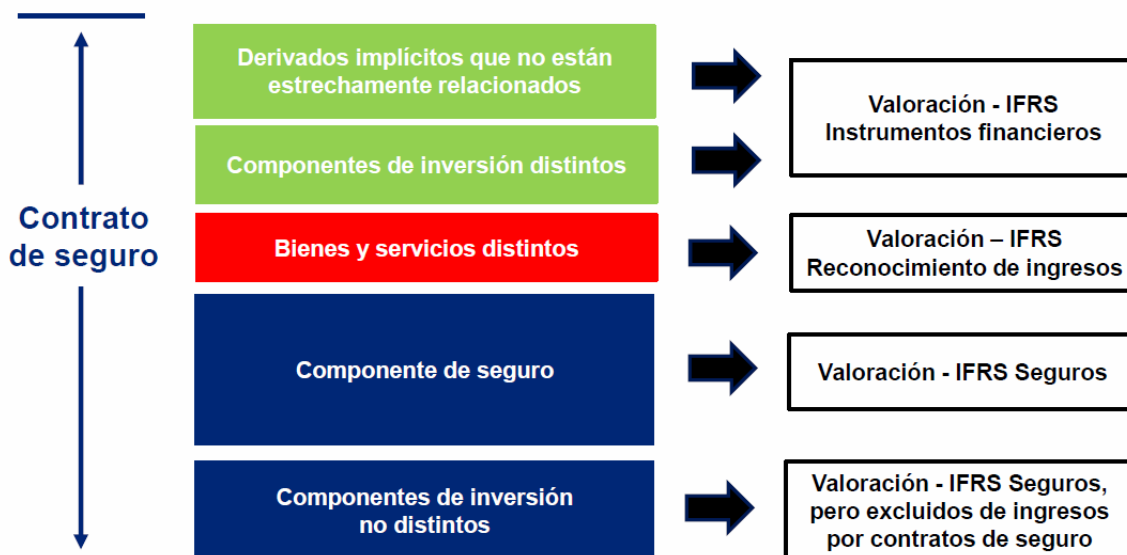 Contrato
de seguro
Derivados implícitos que no están
estrechamente relacionados
Componentes de inversión distintos
Bienes y servicios distintos
Componente de seguro
Componentes de inversión
no distintos
Valoración - IFRS
Instrumentos financieros
Valoración – IFRS
Reconocimiento de ingresos
Valoración - IFRS Seguros
Valoración - IFRS Seguros,
pero excluidos de ingresos
por contratos de seguro